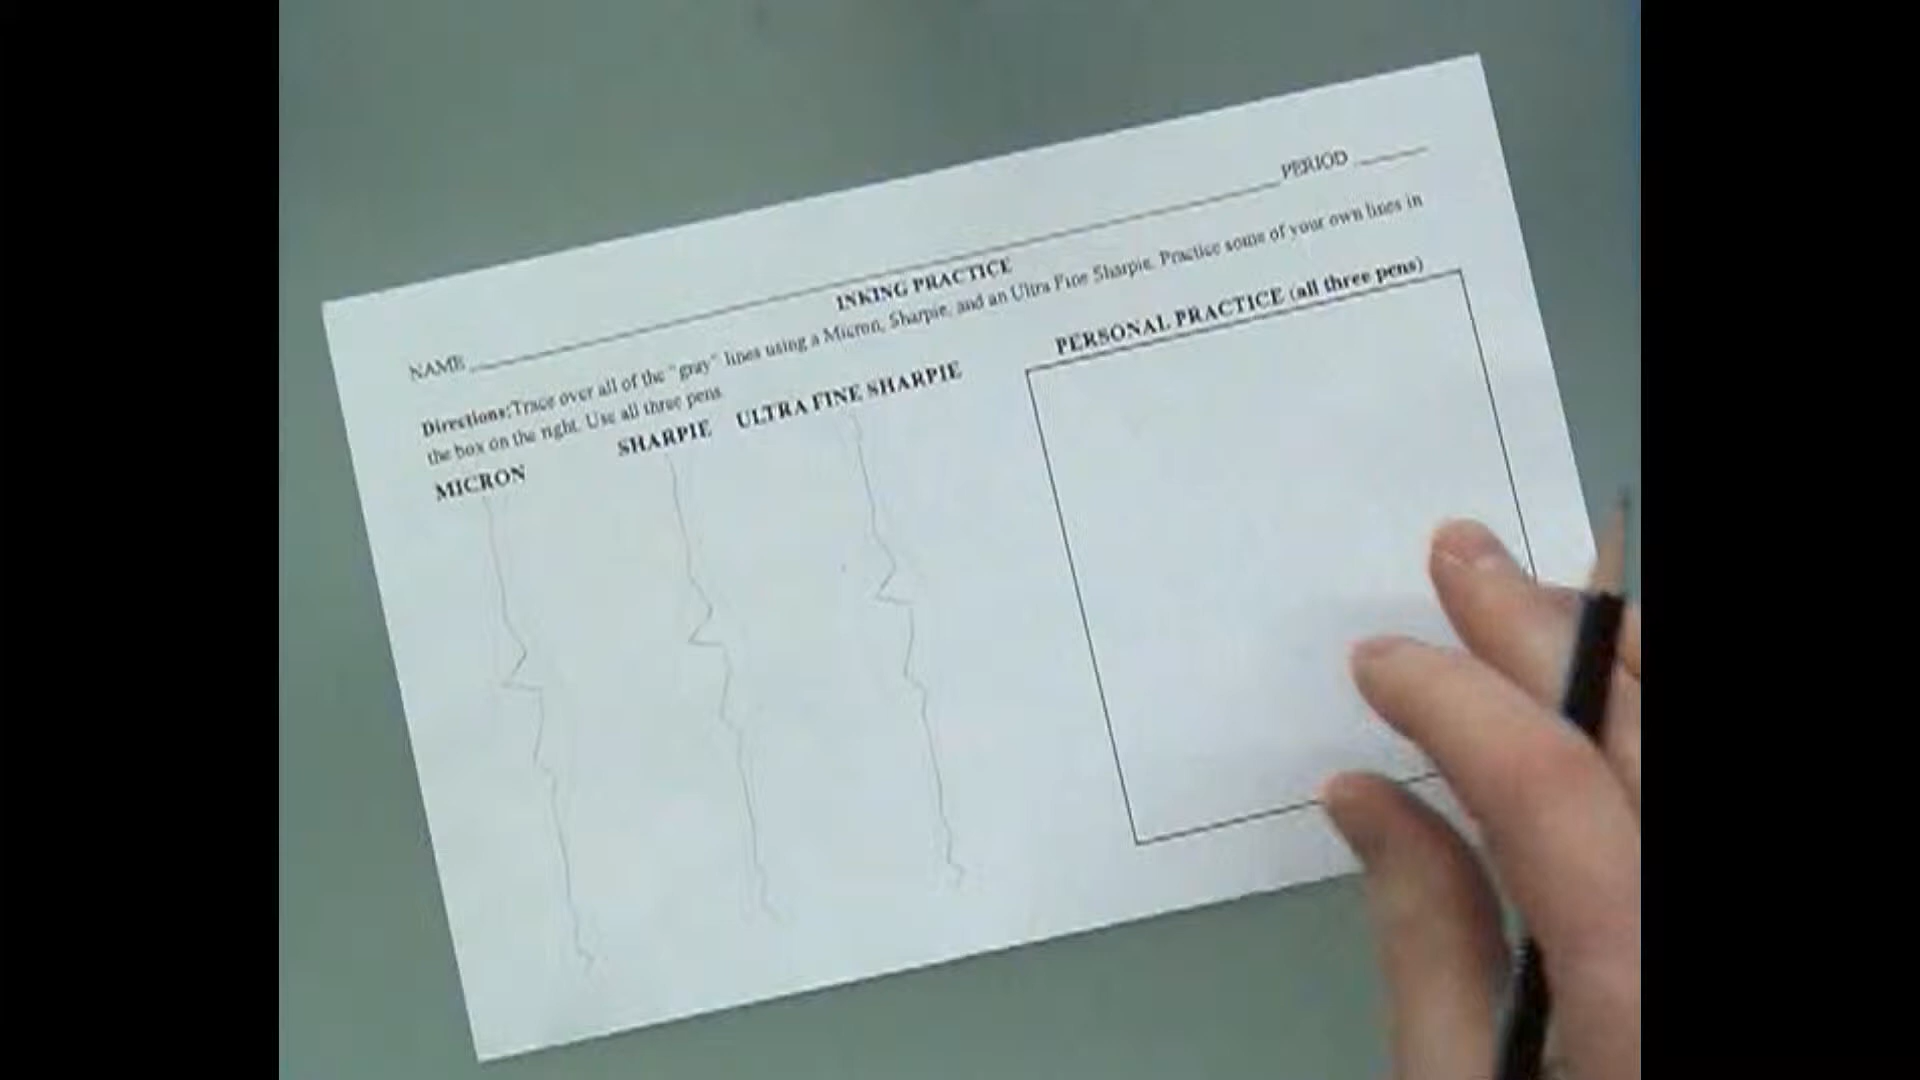 NAME ______ PERIOD ______
INKING PRACTICE
Directions:Trace over all of the "gray" lines using a Micron, Sharpie, and an Ultra Fine Sharpie. Practice some of your own lines in
the box on the right. Use all three pens.
MICRON SHARPIE ULTRA FINE SHARPIE PERSONAL PRACTICE (all three pens)